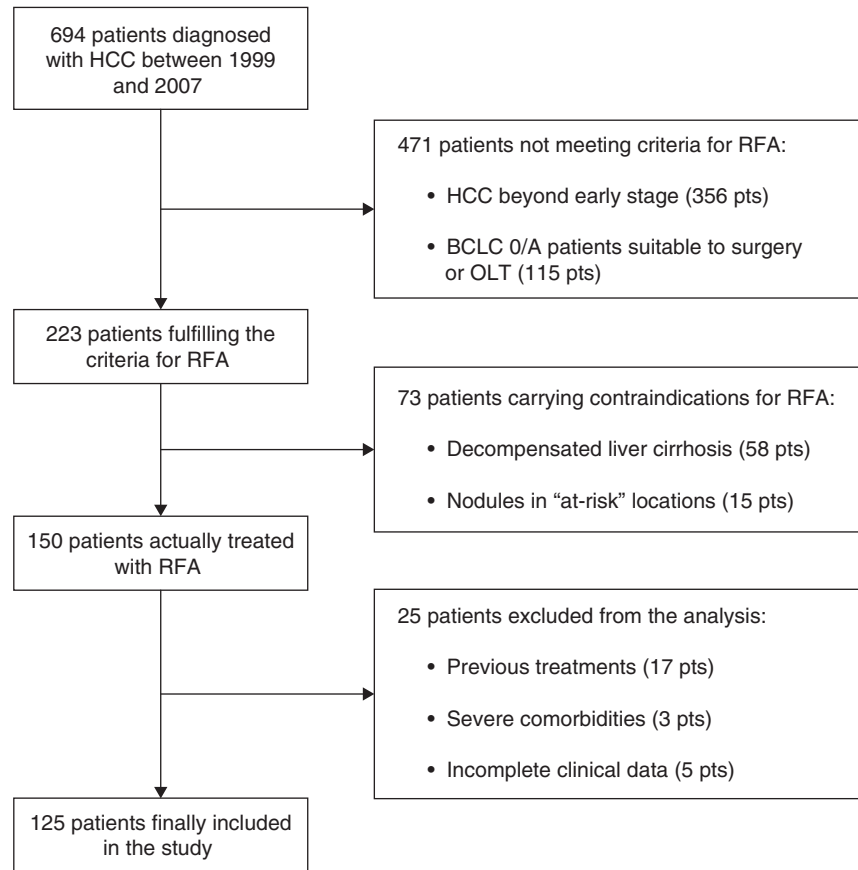 694 patients diagnosed
with HCC between 1999
and 2007
471 patients not meeting criteria for RFA:
• HCC beyond early stage (356 pts)
• BCLC 0/A patients suitable to surgery
or OLT (115 pts)
223 patients fulfilling the
criteria for RFA
73 patients carrying contraindications for RFA:
• Decompensated liver cirrhosis (58 pts)
• Nodules in “at-risk” locations (15 pts)
150 patients actually treated
with RFA
25 patients excluded from the analysis:
• Previous treatments (17 pts)
• Severe comorbidities (3 pts)
• Incomplete clinical data (5 pts)
125 patients finally included
in the study